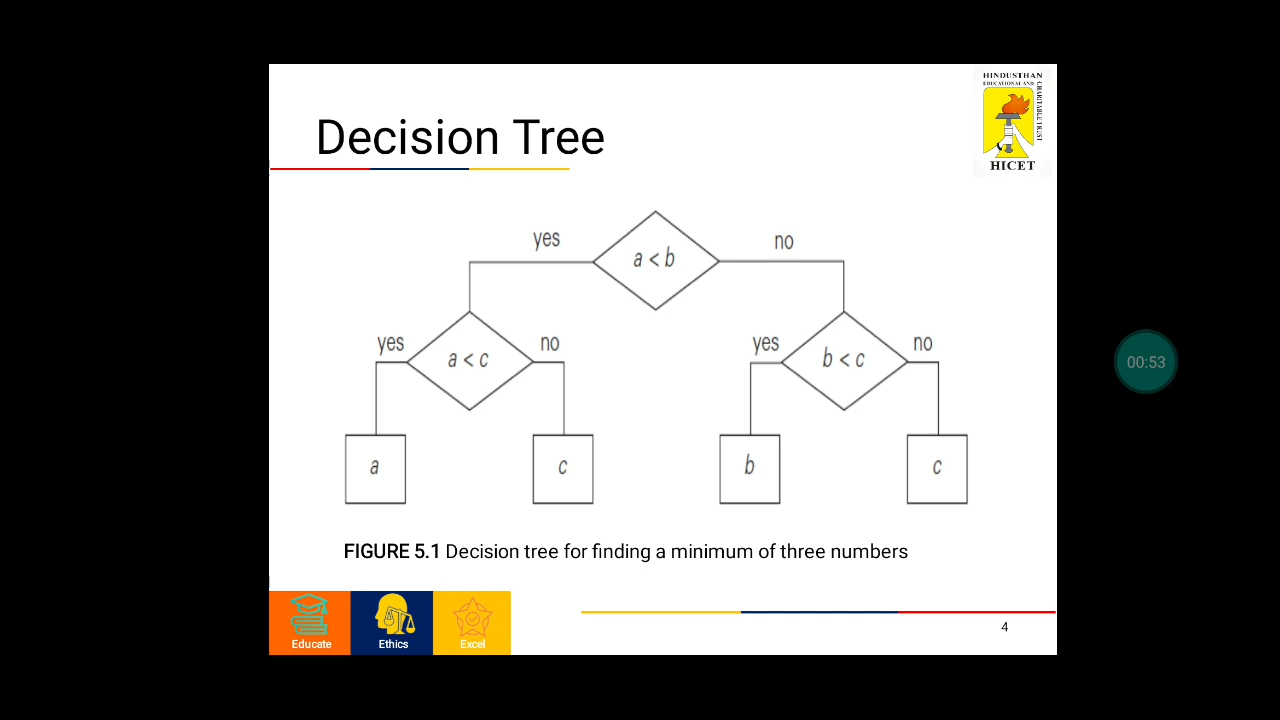 HINDUSTHAN
EDUCATIONAL AND
CHARITABLE TRUST
HICET
Decision Tree
yes
a < b
no
yes
a < c
no
yes
b < c
no
00:53
a
c
b
c
FIGURE 5.1 Decision tree for finding a minimum of three numbers
Educate
Ethics
Excel
4